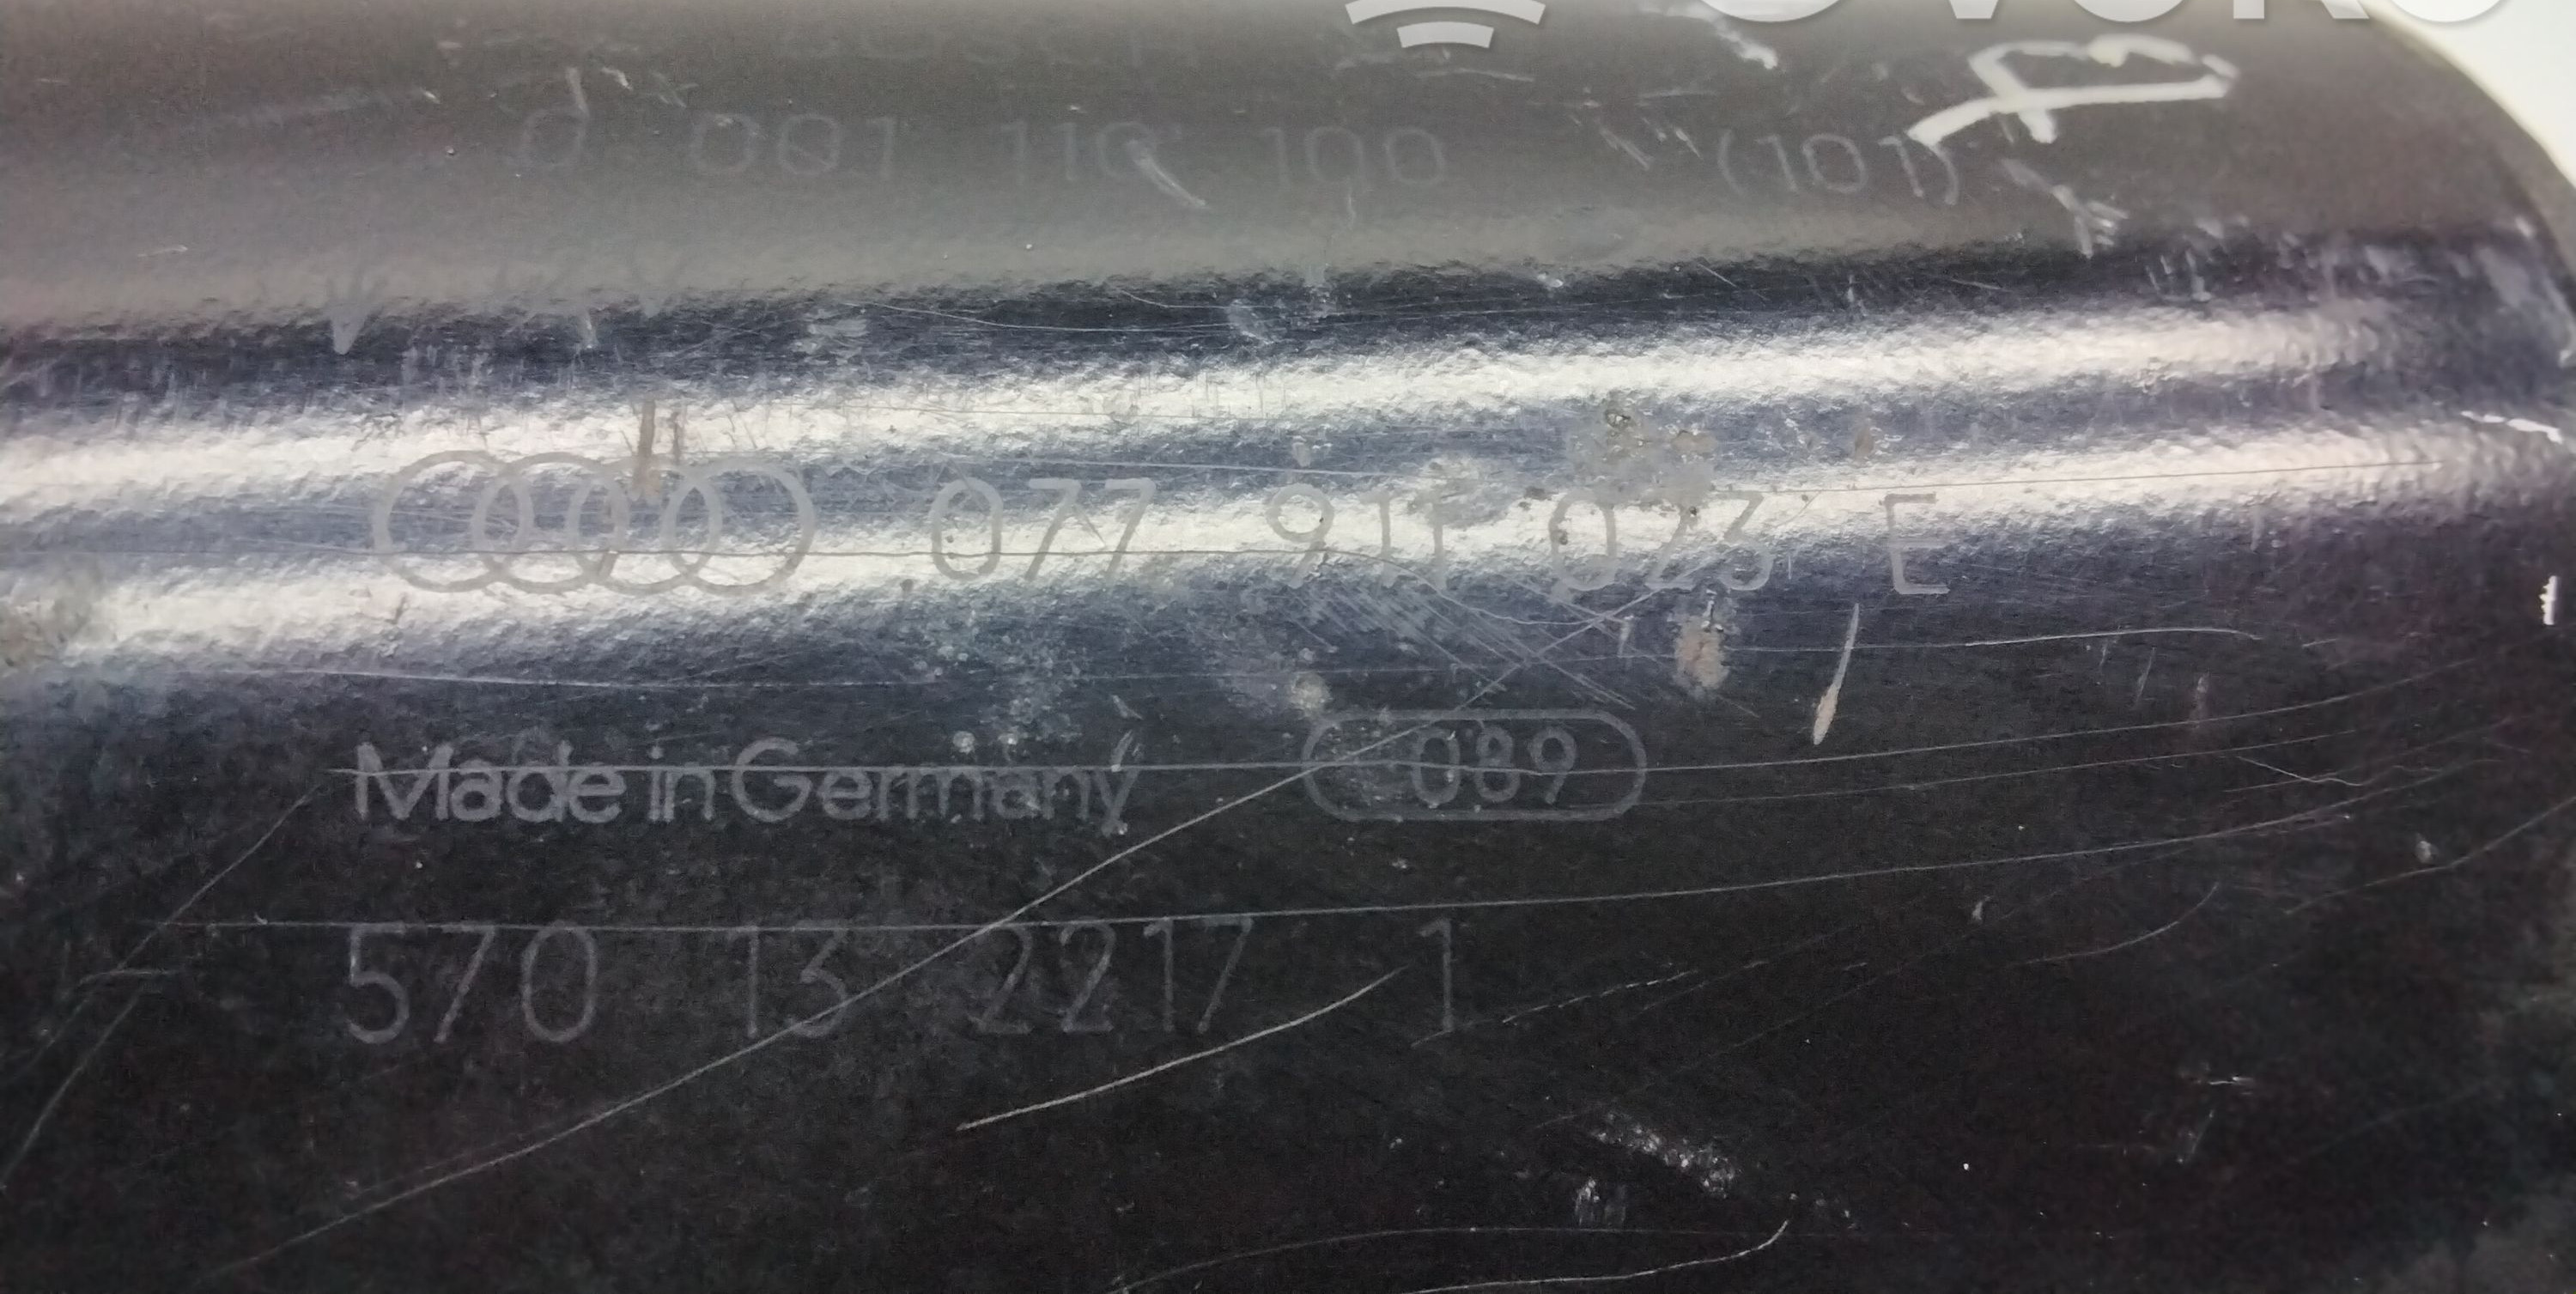 0 001 110 100 (101)
077 911 023 E
Made in Germany 089
570 13 2217 1